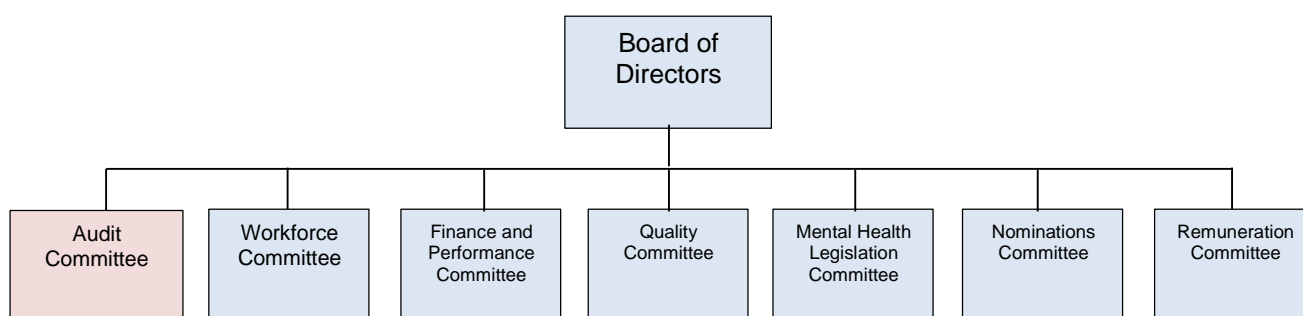 Board of
Directors
Audit
Committee
Workforce
Committee
Finance and
Performance
Committee
Quality
Committee
Mental Health
Legislation
Committee
Nominations
Committee
Remuneration
Committee